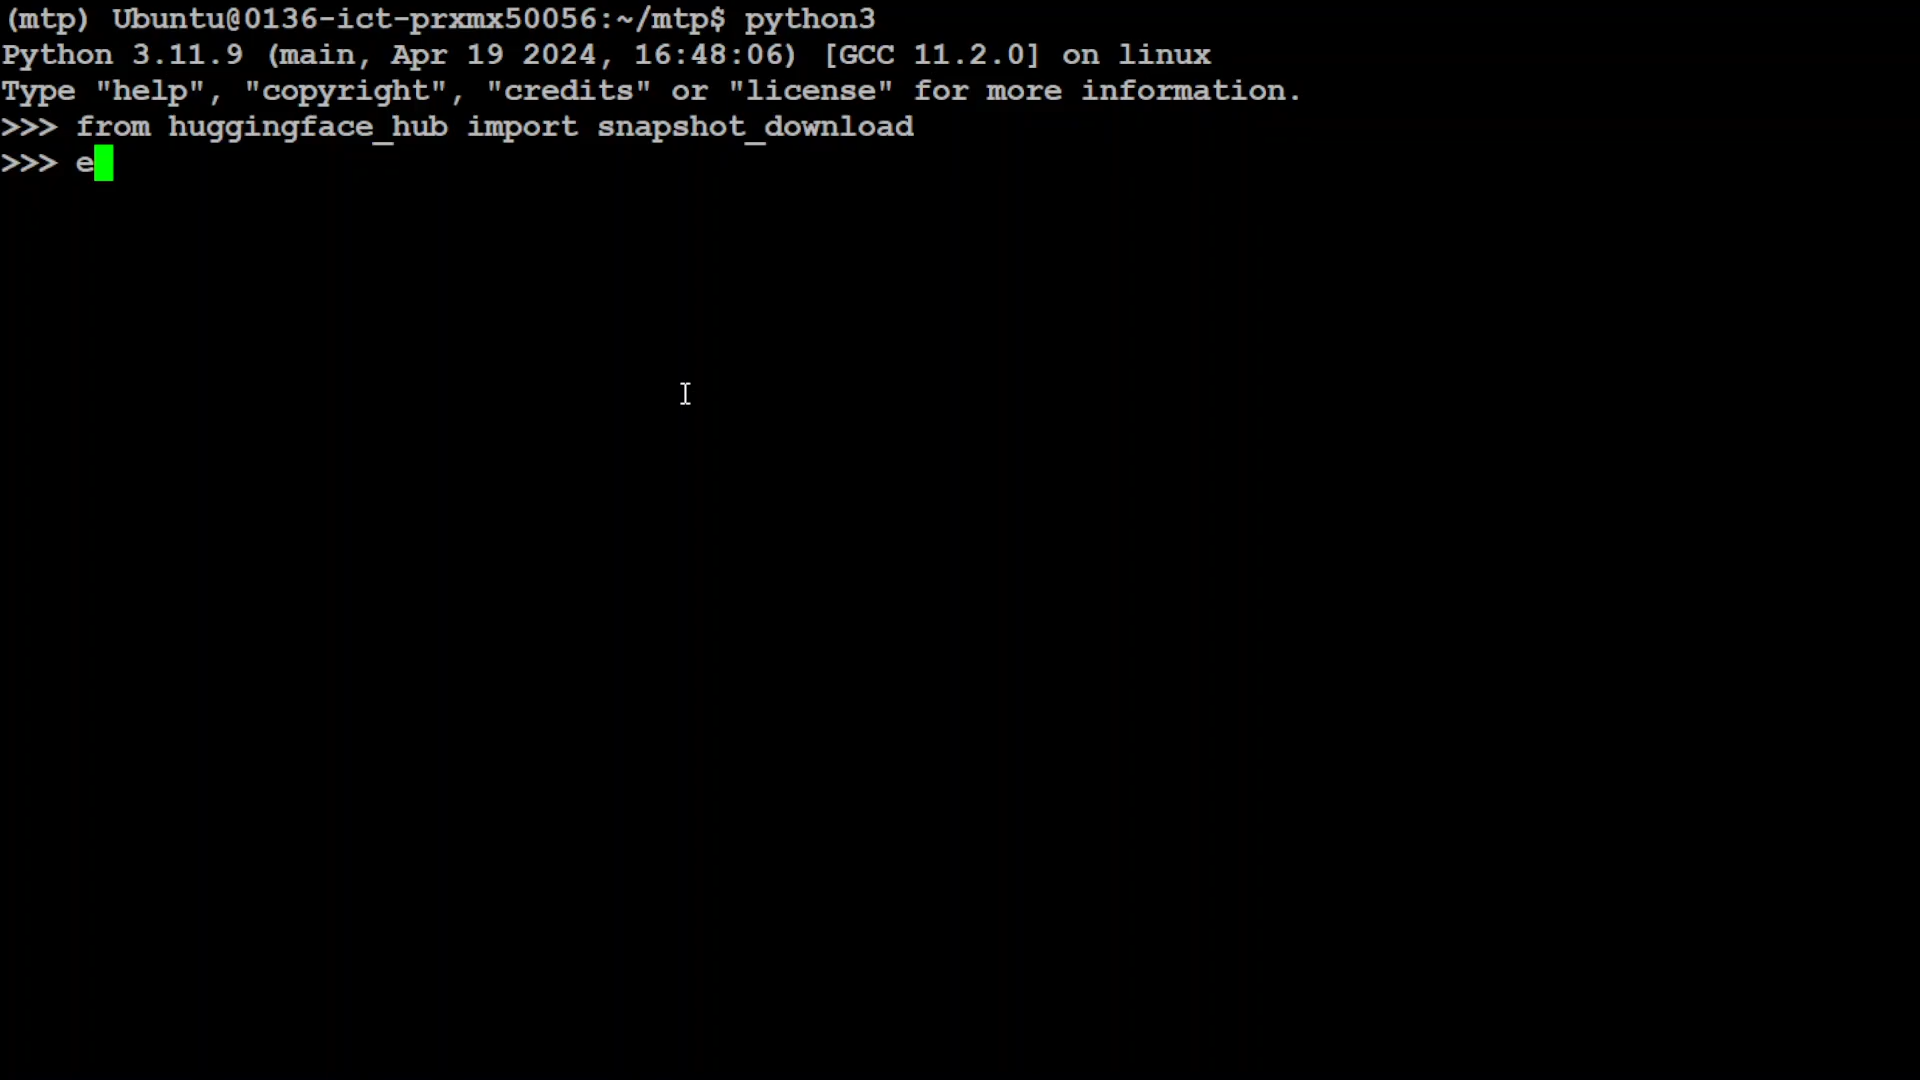 (mtp) Ubuntu@0136-ict-prxmx50056:~/mtp$ python3
Python 3.11.9 (main, Apr 19 2024, 16:48:06) [GCC 11.2.0] on linux
Type "help", "copyright", "credits" or "license" for more information.
>>> from huggingface_hub import snapshot_download
>>> e